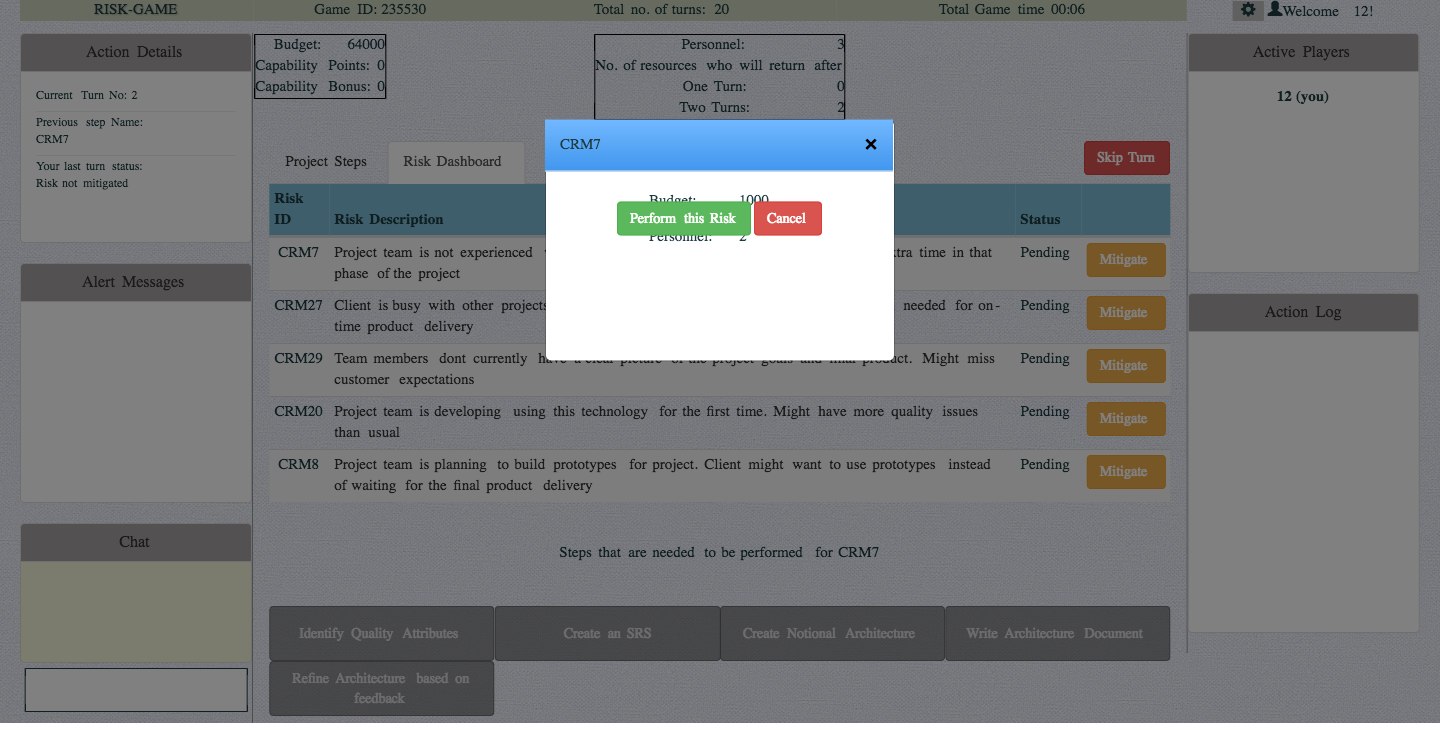 RISK-GAME Game ID: 235530 Total no. of turns: 20 Total Game time 00:06 Welcome 12!
Action Details
Current Turn No: 2
Previous step Name:
CRM7
Your last turn status:
Risk not mitigated
Alert Messages
Chat
Budget: 64000
Capability Points: 0
Capability Bonus: 0
Personnel: 3
No. of resources who will return after
One Turn: 0
Two Turns: 2
Project Steps Risk Dashboard Skip Turn
CRM7 ×
Budget: 1000
Perform this Risk Cancel
Personnel: 2
Risk
ID Risk Description Status
CRM7 Project team is not experienced xtra time in that Pending Mitigate
phase of the project
CRM27 Client is busy with other projects needed for on- Pending Mitigate
time product delivery
CRM29 Team members dont currently have a clear picture of the project goals and final product. Might miss Pending Mitigate
customer expectations
CRM20 Project team is developing using this technology for the first time. Might have more quality issues Pending Mitigate
than usual
CRM8 Project team is planning to build prototypes for project. Client might want to use prototypes instead Pending Mitigate
of waiting for the final product delivery
Steps that are needed to be performed for CRM7
Identify Quality Attributes Create an SRS Create Notional Architecture Write Architecture Document
Refine Architecture based on
feedback
Active Players
12 (you)
Action Log